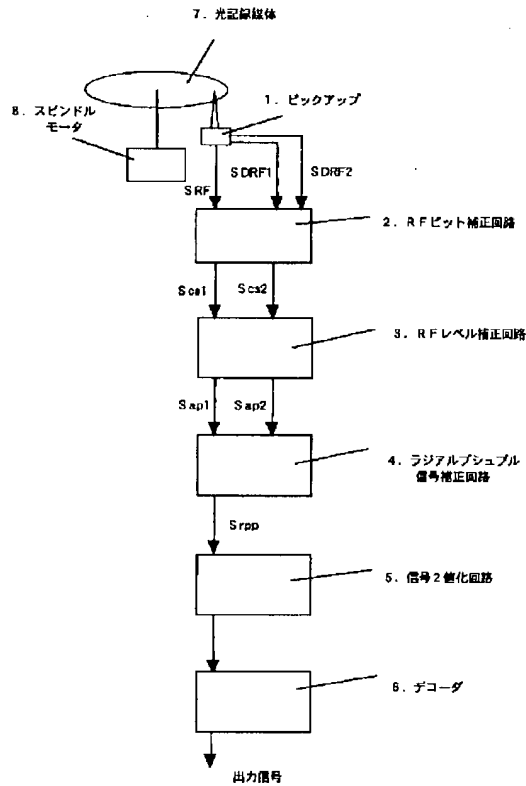 7. 光記録媒体
1. ピックアップ
8. スピンドル
モータ
SRF
SDRF1
SDRF2
2. RFピット補正回路
Scs1
Scs2
3. RFレベル補正回路
Sap1
Sap2
4. ラジアルプシュプル
信号補正回路
Srpp
5. 信号2値化回路
6. デコーダ
出力信号